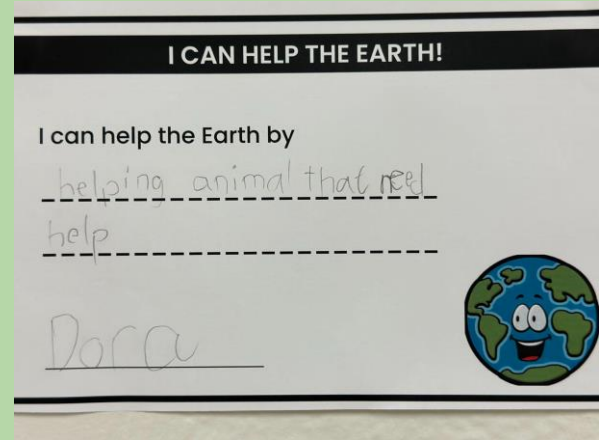 I CAN HELP THE EARTH!
I can help the Earth by
helping animal that need
help
Dora